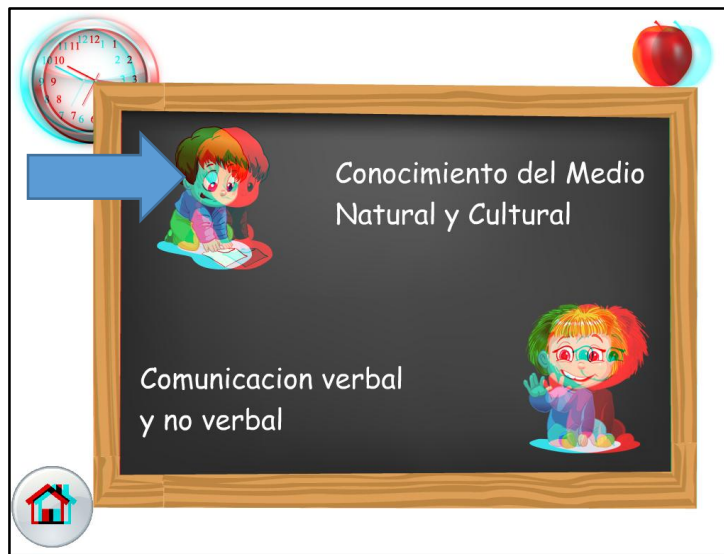 Conocimiento del Medio
Natural y Cultural
Comunicacion verbal
y no verbal